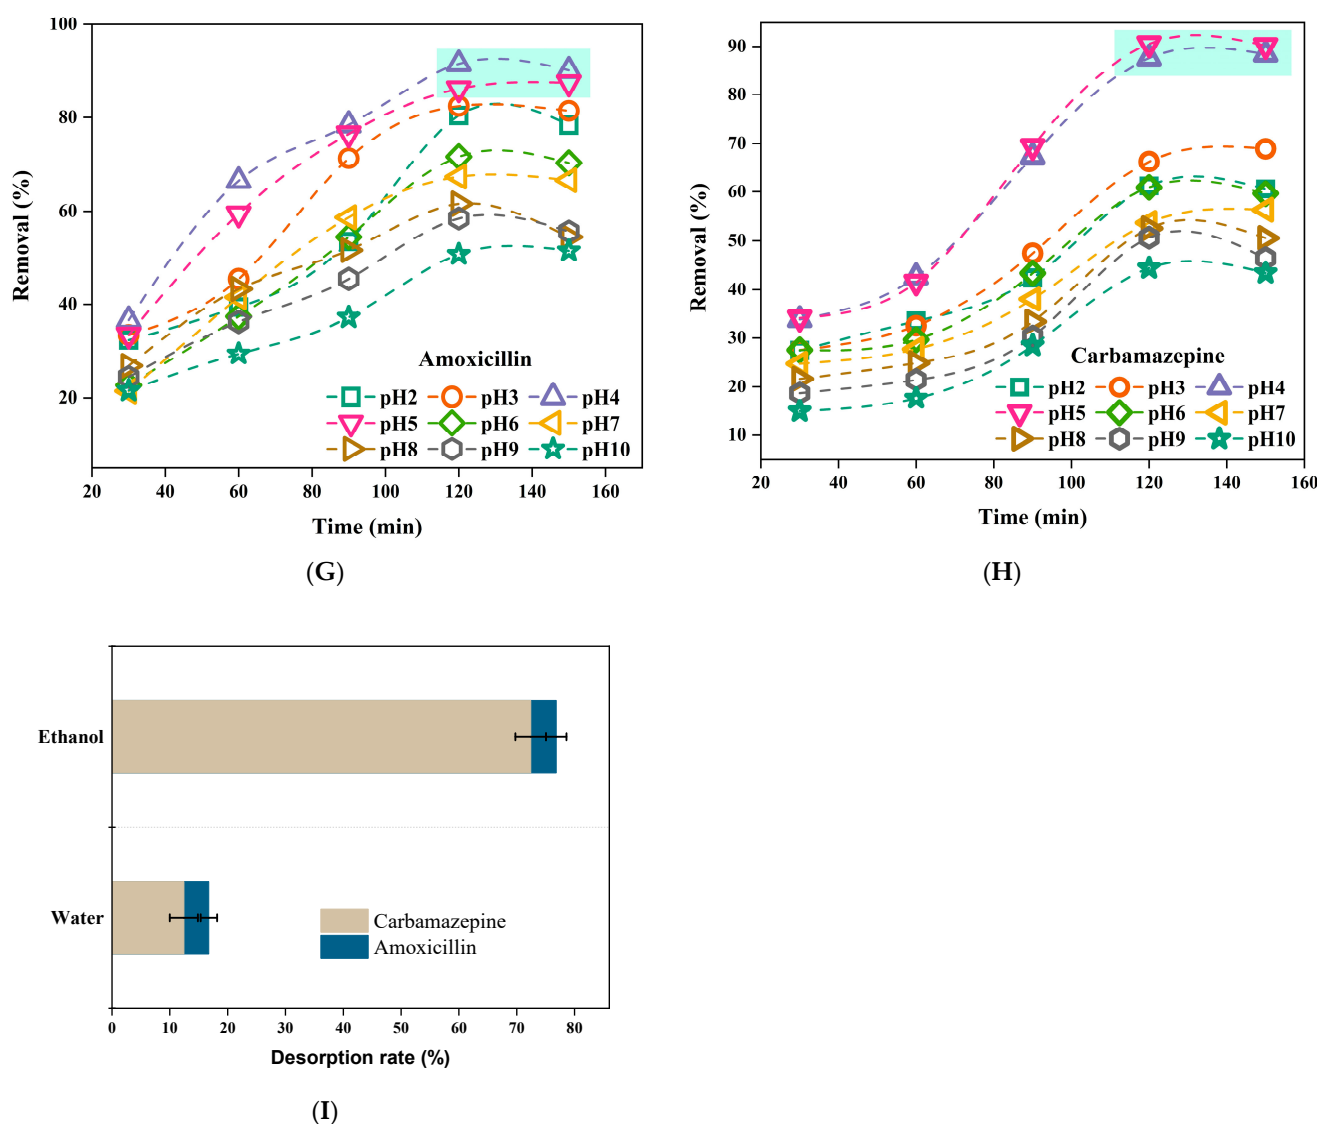 100
80
60
40
20
Removal (%)
Amoxicillin
pH2 pH3 pH4
pH5 pH6 pH7
pH8 pH9 pH10
20 40 60 80 100 120 140 160
Time (min)
(G)
90
80
70
60
50
40
30
20
10
Removal (%)
Carbamazepine
pH2 pH3 pH4
pH5 pH6 pH7
pH8 pH9 pH10
20 40 60 80 100 120 140 160
Time (min)
(H)
Ethanol
Water
Carbamazepine
Amoxicillin
0 10 20 30 40 50 60 70 80
Desorption rate (%)
(I)